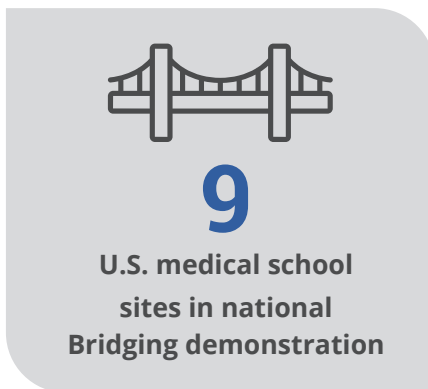 9
U.S. medical school
sites in national
Bridging demonstration